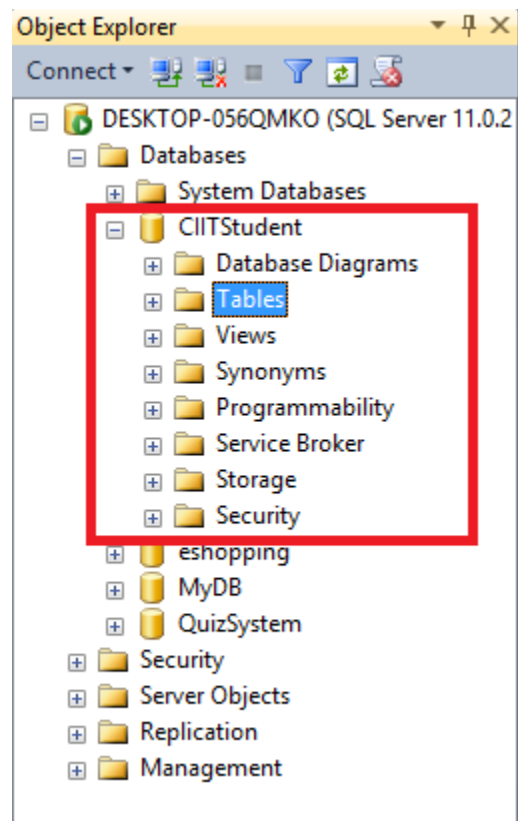 Object Explorer
Connect
DESKTOP-056QMKO (SQL Server 11.0.2
Databases
System Databases
CIITStudent
Database Diagrams
Tables
Views
Synonyms
Programmability
Service Broker
Storage
Security
eshopping
MyDB
QuizSystem
Security
Server Objects
Replication
Management